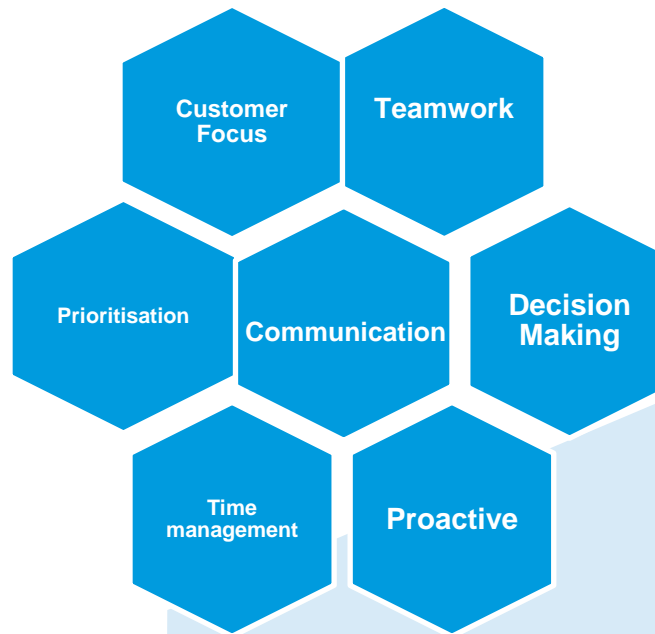 Customer
Focus
Teamwork
Prioritisation
Communication
Decision
Making
Time
management
Proactive